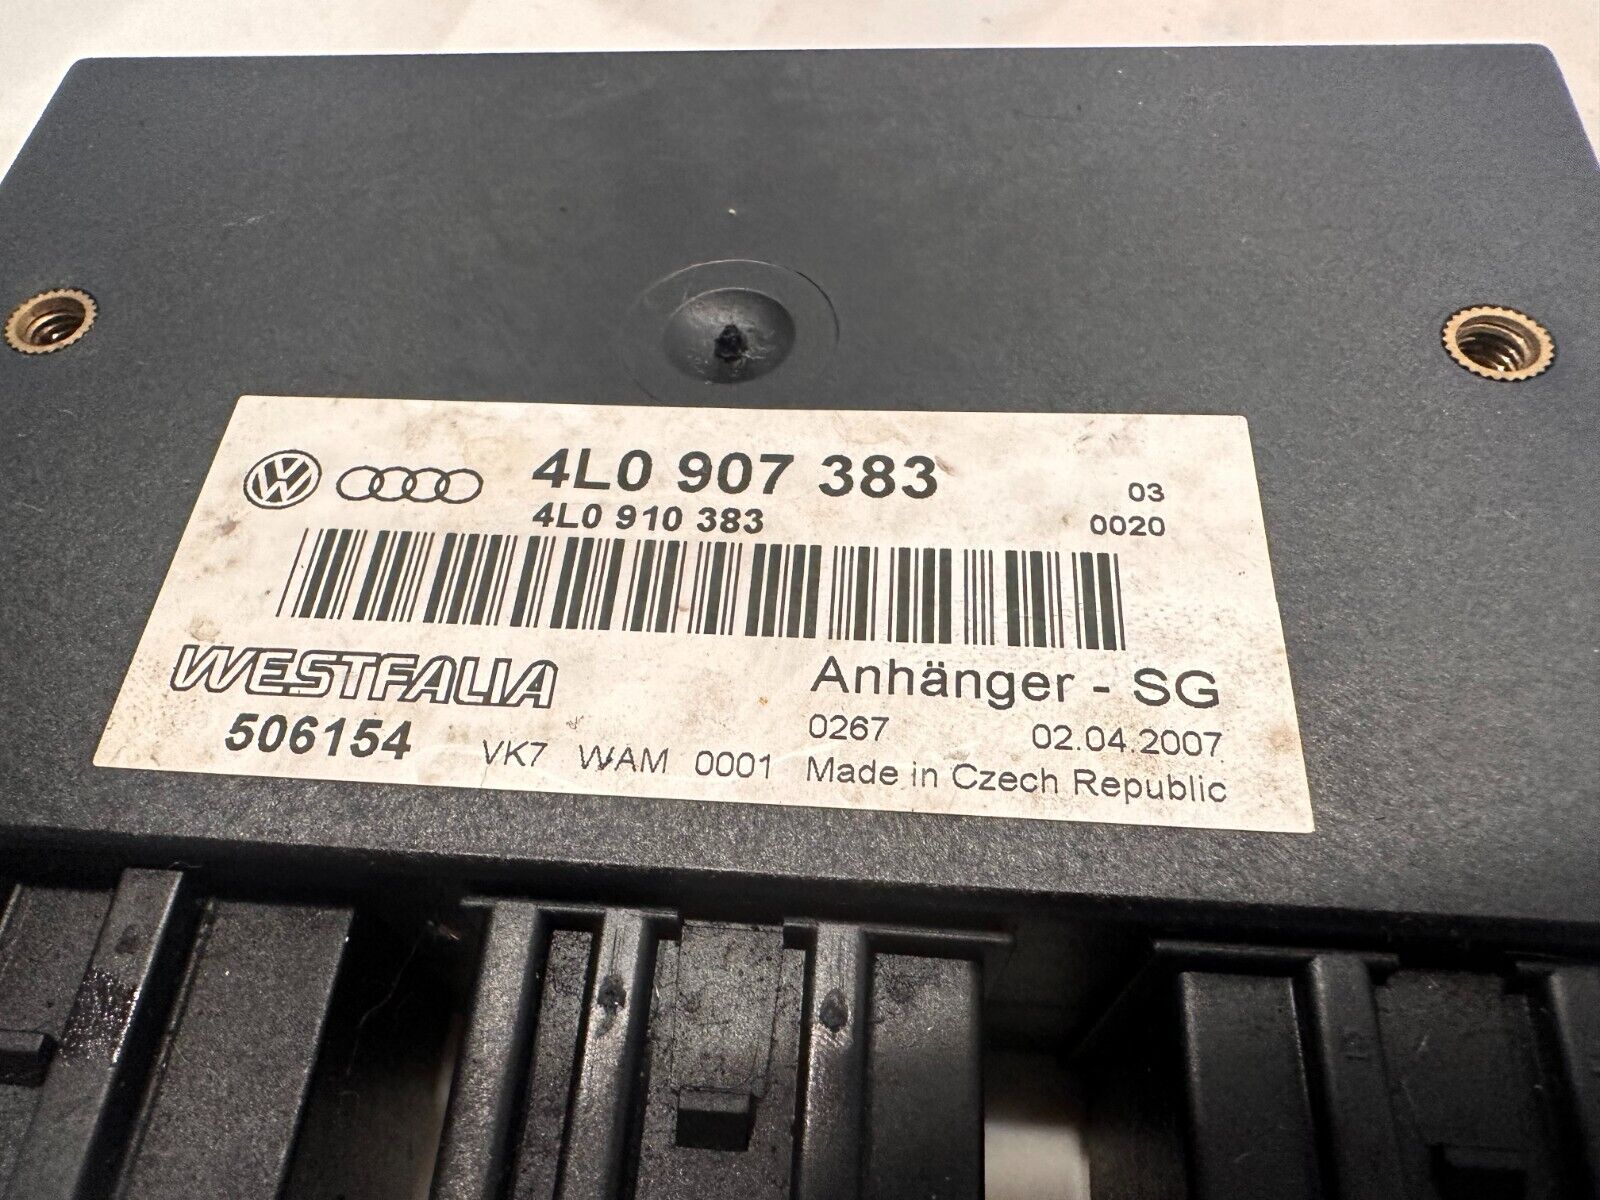 4L0 907 383
03
4L0 910 383
0020
WESTFALIA
Anhänger - SG
506154
0267 02.04.2007
VK7 WAM 0001 Made in Czech Republic